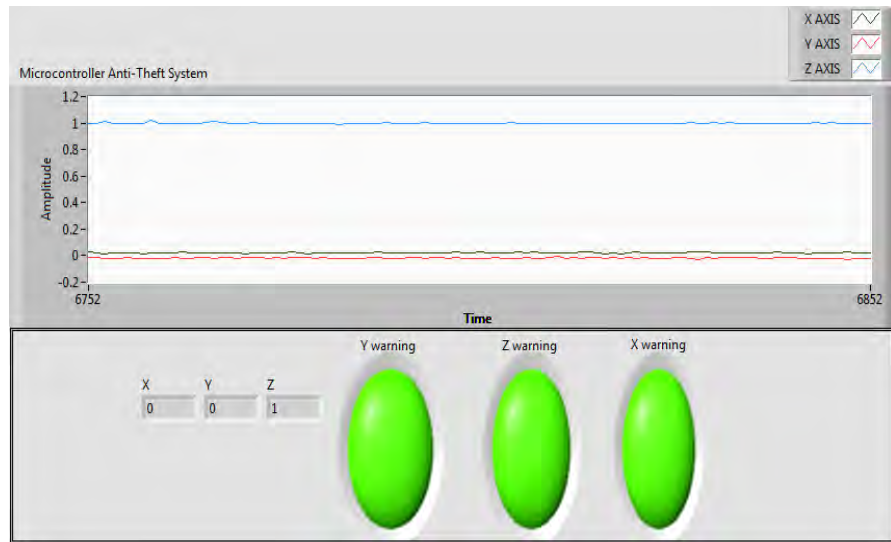 X AXIS
Y AXIS
Z AXIS
Microcontroller Anti-Theft System
1.2
1
0.8
0.6
0.4
0.2
0
-0.2
Amplitude
6752
6852
Time
Y warning
Z warning
X warning
X
Y
Z
0
0
1